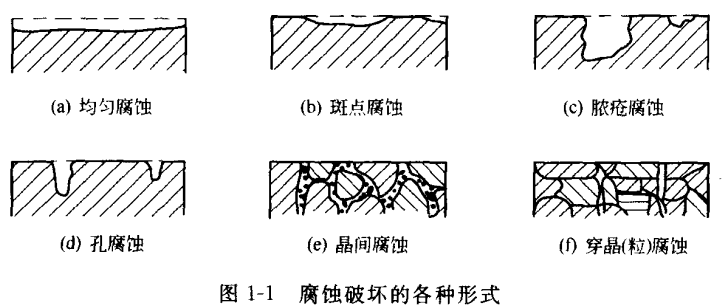 (a) 均匀腐蚀
(b) 斑点腐蚀
(c) 脓疮腐蚀
(d) 孔腐蚀
(e) 晶间腐蚀
(f) 穿晶(粒)腐蚀
图 1-1 腐蚀破坏的各种形式